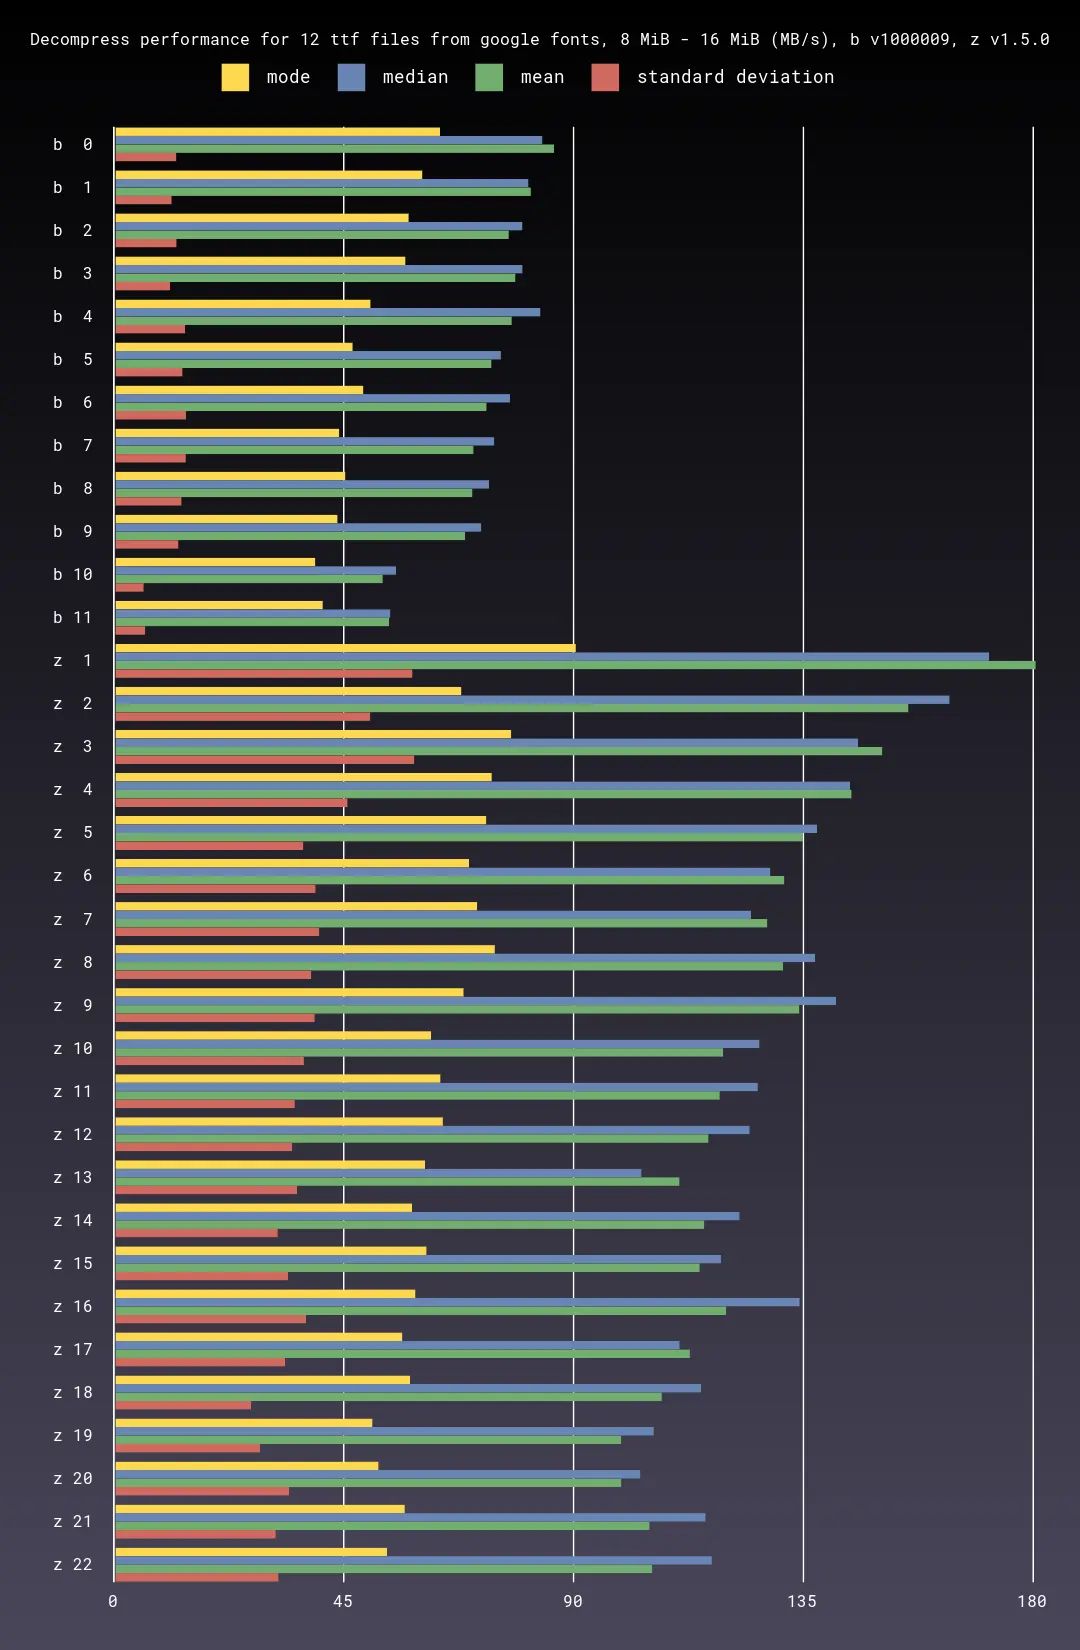 Decompress performance for 12 ttf files from google fonts, 8 MiB - 16 MiB (MB/s), b v1000009, z v1.5.0
mode median mean standard deviation
b 0
b 1
b 2
b 3
b 4
b 5
b 6
b 7
b 8
b 9
b 10
b 11
z 1
z 2
z 3
z 4
z 5
z 6
z 7
z 8
z 9
z 10
z 11
z 12
z 13
z 14
z 15
z 16
z 17
z 18
z 19
z 20
z 21
z 22
0 45 90 135 180